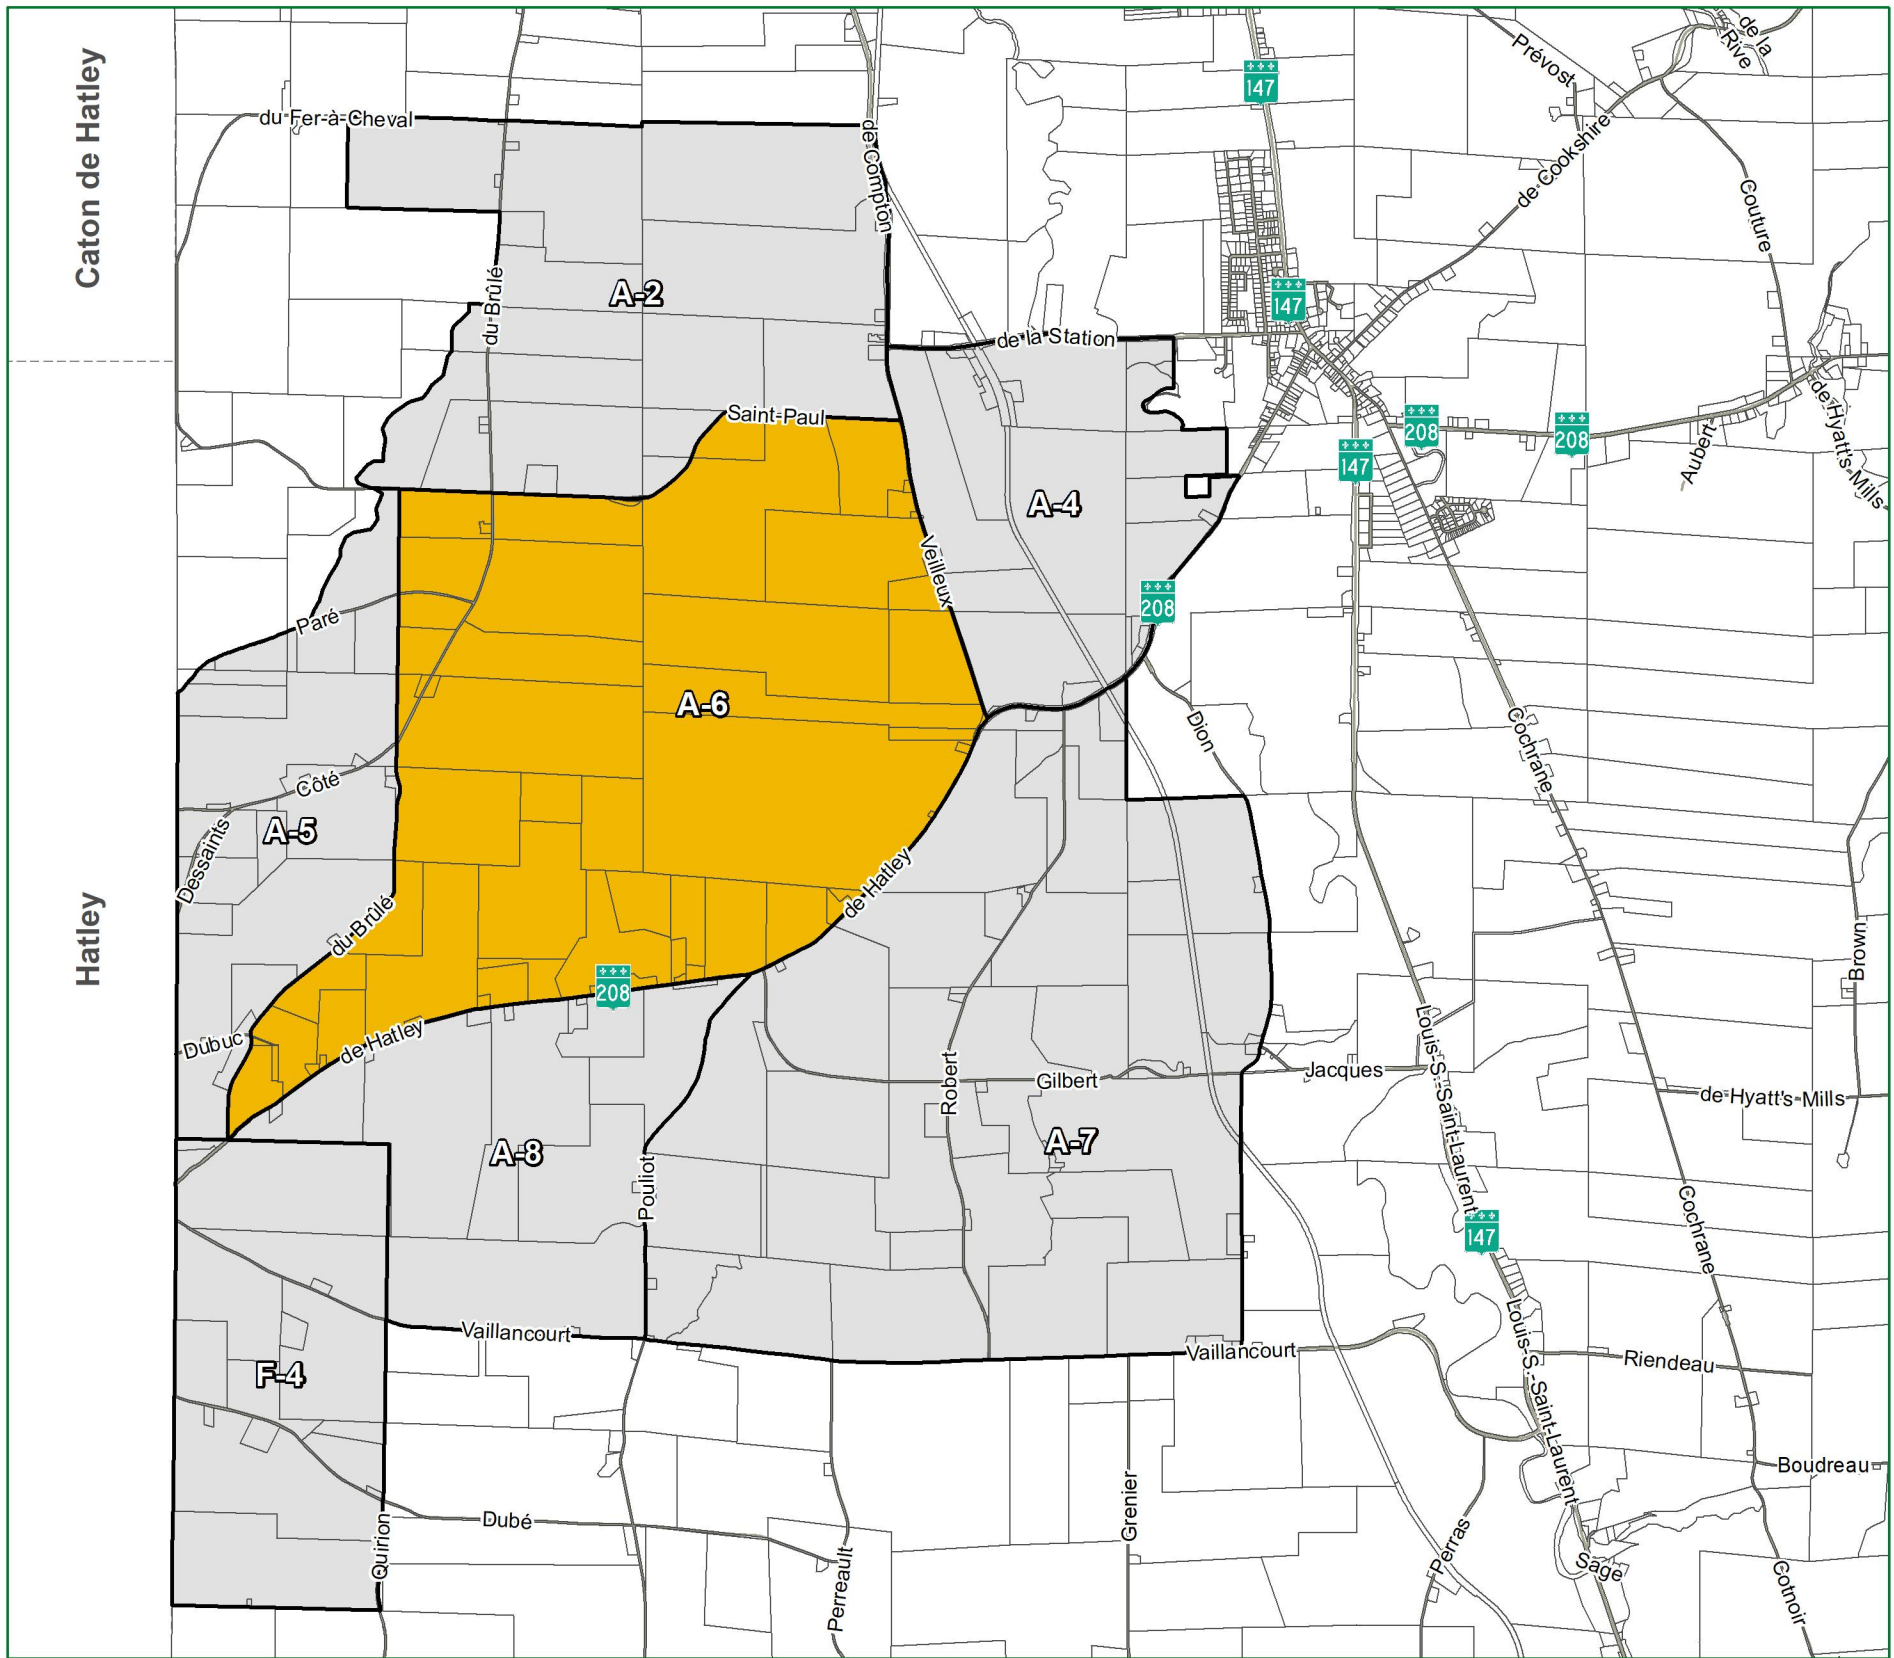 Caton de Hatley
Hatley
du Fer-à-Cheval
de Compton
147
Prévost
de la
Rive
de Cookshire
Couture
du Brûlé
A-2
147
de la Station
Saint-Paul
208
208
147
Aubert
de Hyatt's Mills
A-4
Veilleux
208
Paré
A-6
Dion
Cochrane
Côté
A-5
Dessaints
de Hatley
du Brûlé
Brown
208
Dubuc
de Hatley
Louis-S.-Saint-Laurent
Robert
Gilbert
Jacques
de Hyatt's-Mills
A-8
A-7
Pouliot
Cochrane
147
Vaillancourt
Vaillancourt
Louis-S.-Saint-Laurent
Riendeau
F-4
Boudreau
Quirion
Dubé
Grenier
Perreault
Perras
Sage
Cotnoir